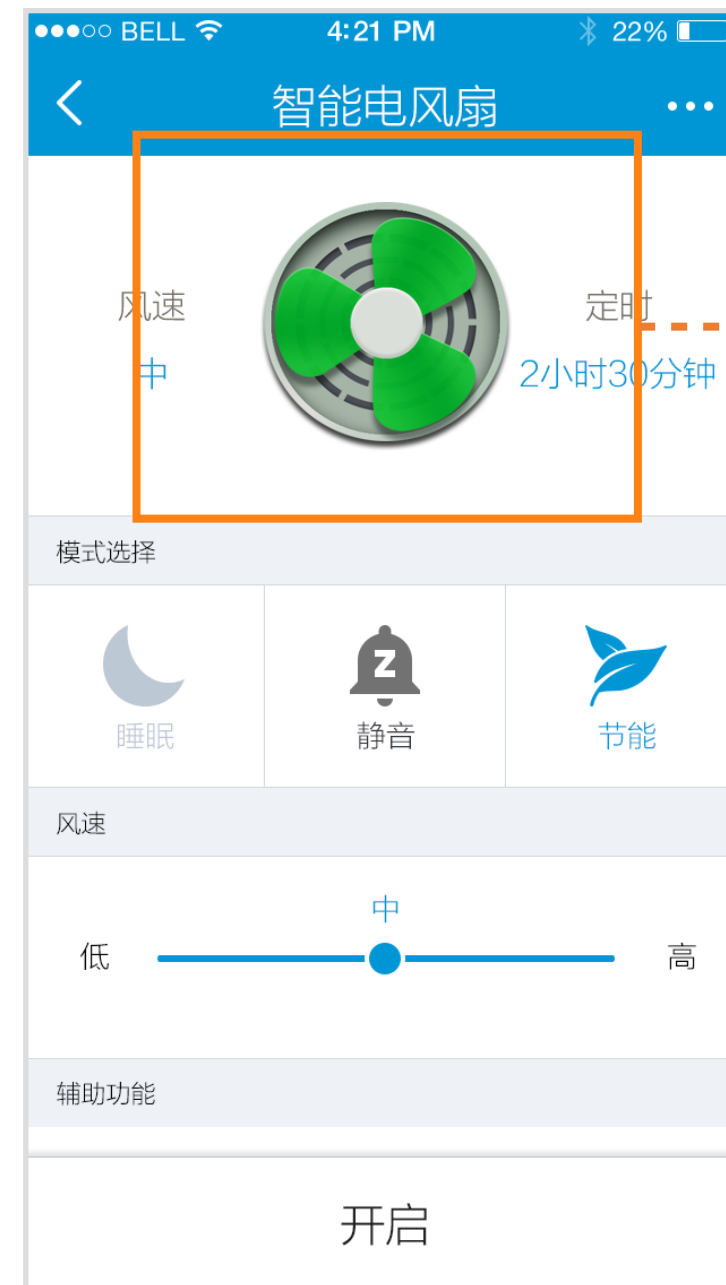 BELL 4:21 PM 22%
智能电风扇
风速
中
定时
2小时30分钟
模式选择
睡眠
Z
静音
节能
风速
中
低
高
辅助功能
开启